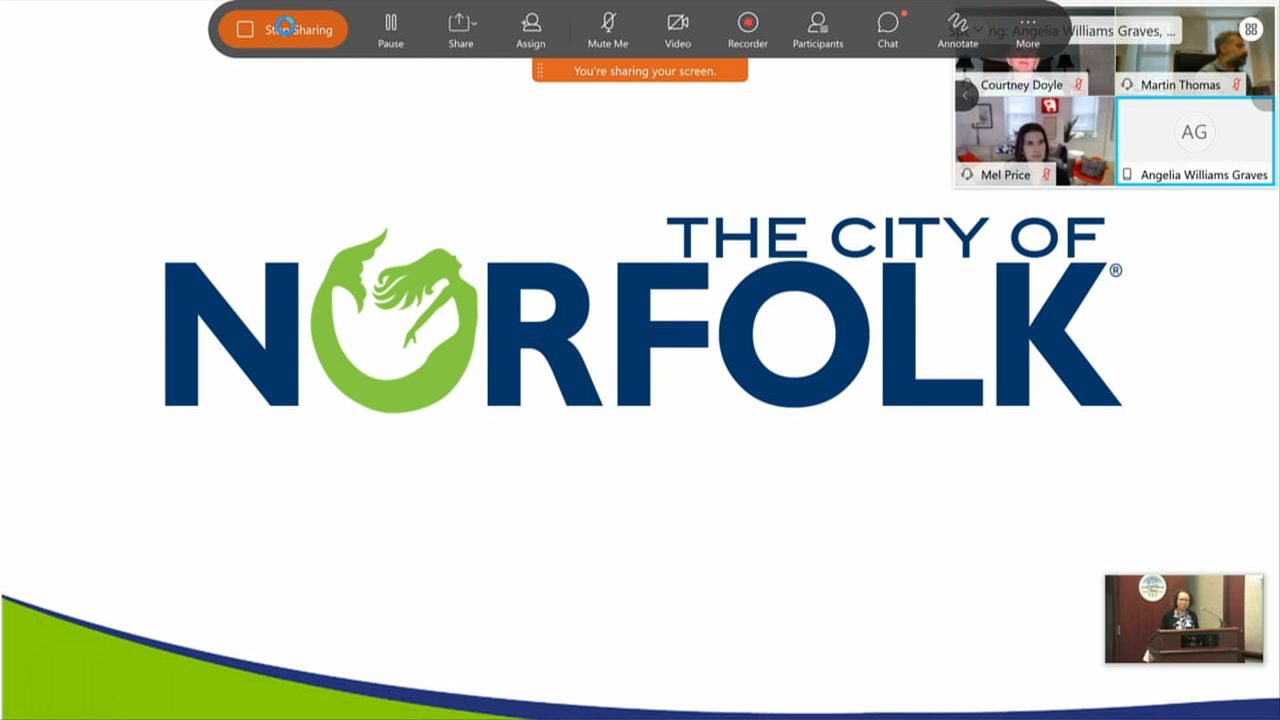 Stop Sharing
Pause
Share
Assign
Mute Me
Video
Recorder
Participants
Chat
Annotate
More
ng: Angelia Williams Graves, ...
You're sharing your screen.
Courtney Doyle
Martin Thomas
AG
Mel Price
Angelia Williams Graves
THE CITY OF
NORFOLK®